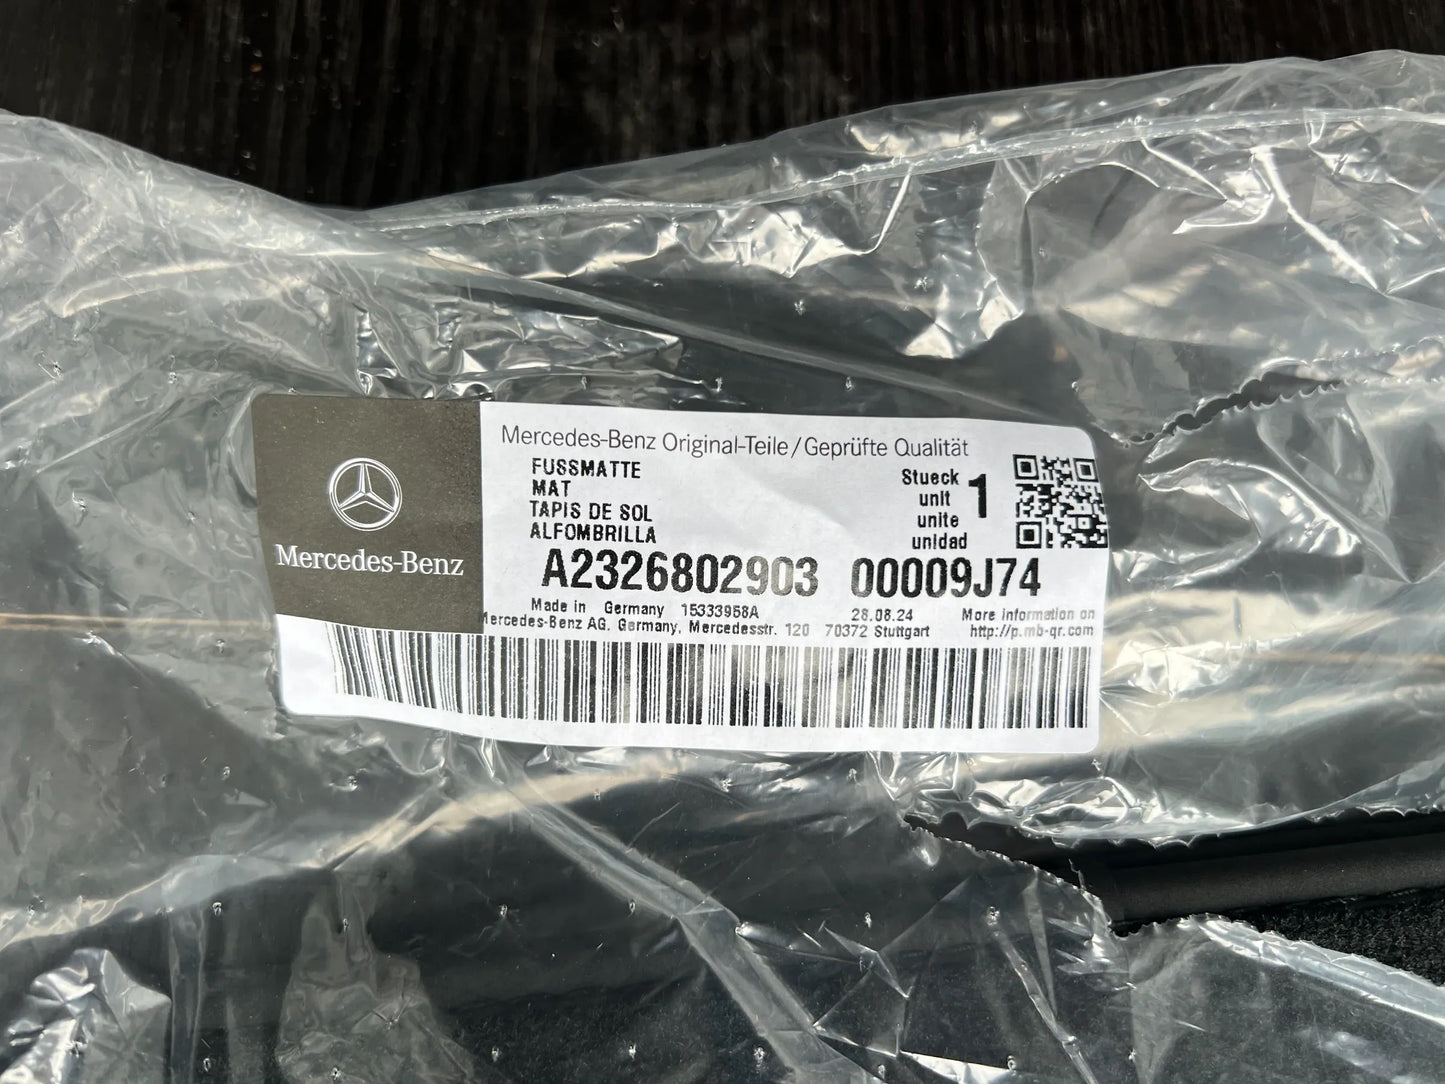 Mercedes-Benz
Mercedes-Benz Original-Teile/Geprüfte Qualität
FUSSMATTE
MAT
TAPIS DE SOL
ALFOMBRILLA
Stueck
unit
unite
unidad
1
A2326802903 00009J74
Made in Germany 15333958A 28.08.24 More information on
Mercedes-Benz AG. Germany, Mercedesstr. 120 70372 Stuttgart http://p.mb-qr.com